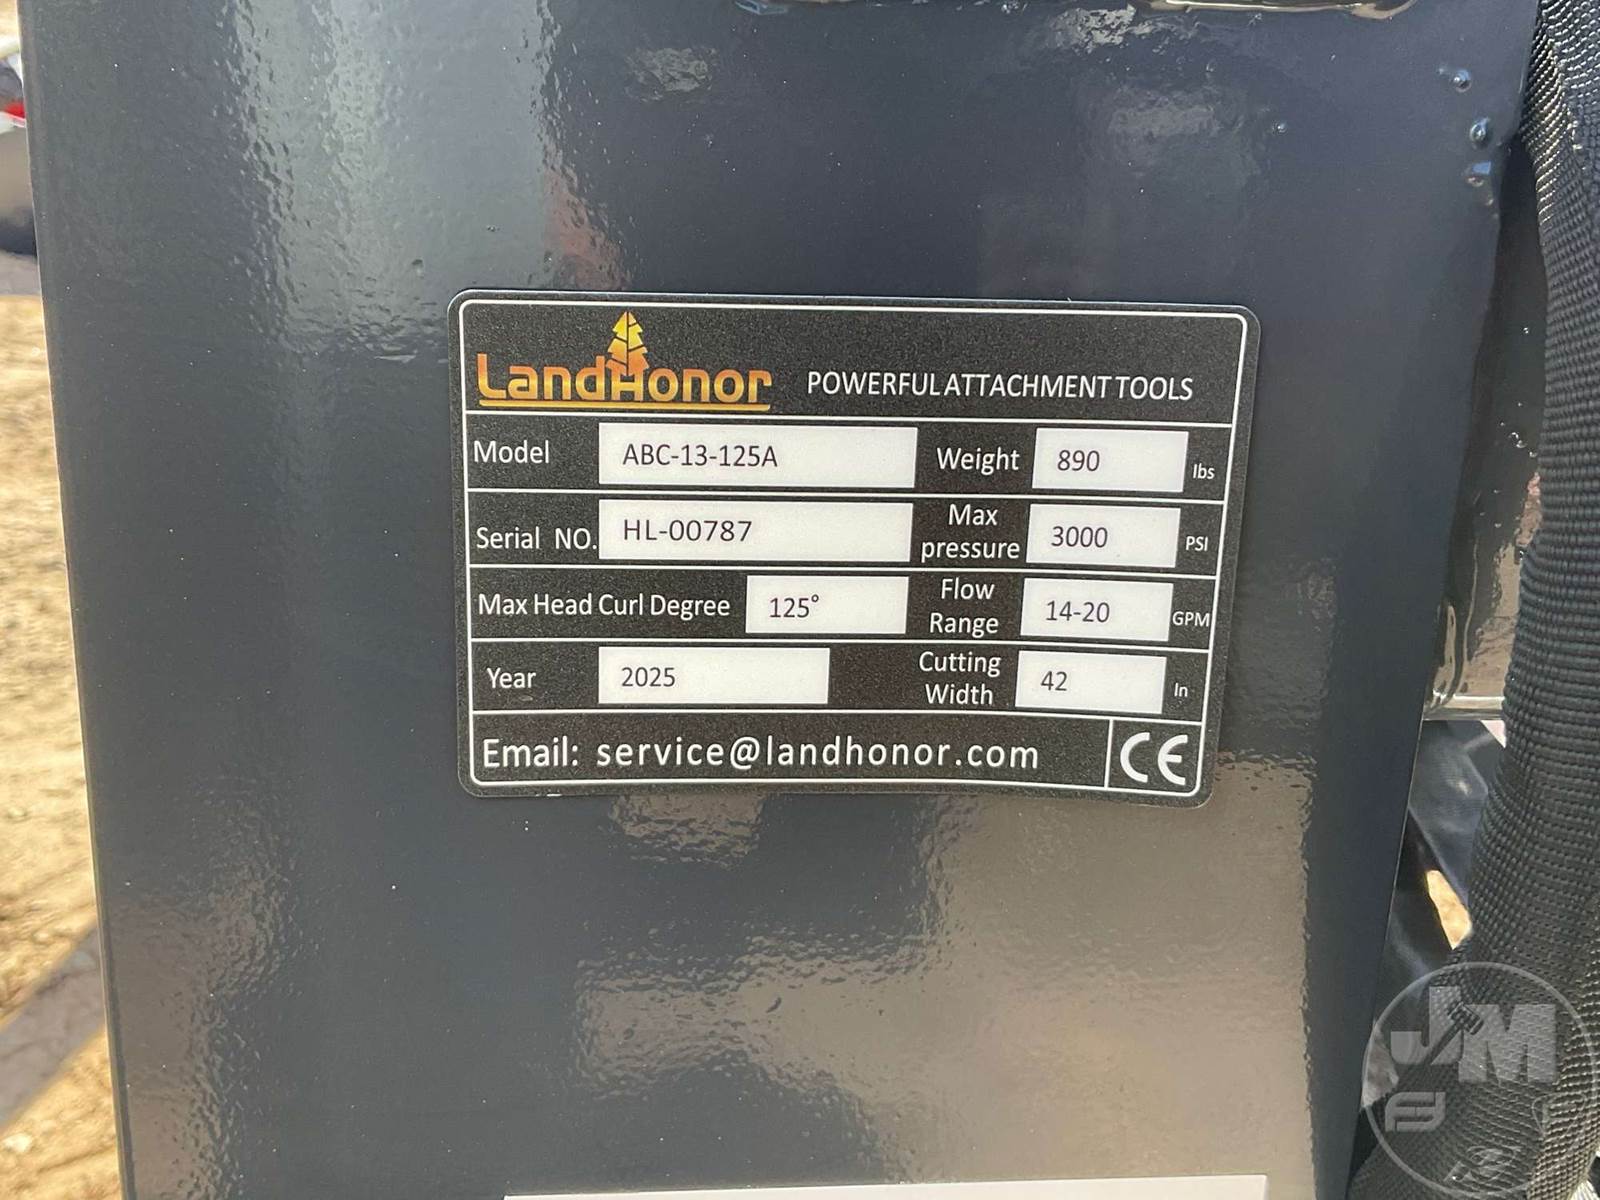 LandHonor POWERFUL ATTACHMENT TOOLS
Model ABC-13-125A Weight 890 lbs
Serial NO. HL-00787 Max pressure 3000 PSI
Max Head Curl Degree 125° Flow Range 14-20 GPM
Year 2025 Cutting Width 42 In
Email: service@landhonor.com CE
JM